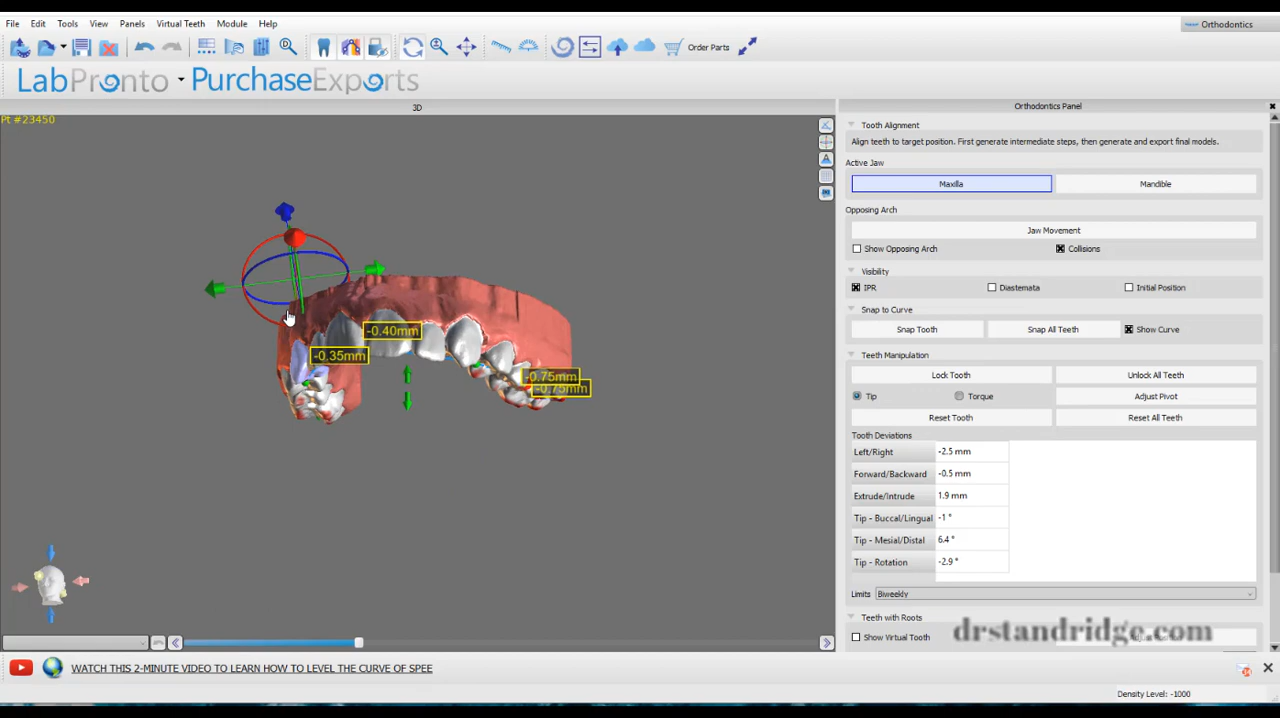 File Edit Tools View Panels Virtual Teeth Module Help
Orthodontics
Order Parts
LabPronto PurchaseExports
3D
Pt #23450
-0.40mm
-0.35mm
-0.75mm
-0.75mm
Orthodontics Panel
Tooth Alignment
Align teeth to target position. First generate intermediate steps, then generate and export final models.
Active Jaw
Maxilla Mandible
Opposing Arch
Jaw Movement
Show Opposing Arch Collisions
Visibility
IPR Diastemata Initial Position
Snap to Curve
Snap Tooth Snap All Teeth Show Curve
Teeth Manipulation
Lock Tooth Unlock All Teeth
Tip Torque Adjust Pivot
Reset Tooth Reset All Teeth
Tooth Deviations
Left/Right -2.5 mm
Forward/Backward -0.5 mm
Extrude/Intrude 1.9 mm
Tip - Buccal/Lingual -1 °
Tip - Mesial/Distal 6.4 °
Tip - Rotation -2.9 °
Limits Biweekly
Teeth with Roots
Show Virtual Tooth
drstandridge.com
WATCH THIS 2-MINUTE VIDEO TO LEARN HOW TO LEVEL THE CURVE OF SPEE
Density Level: -1000